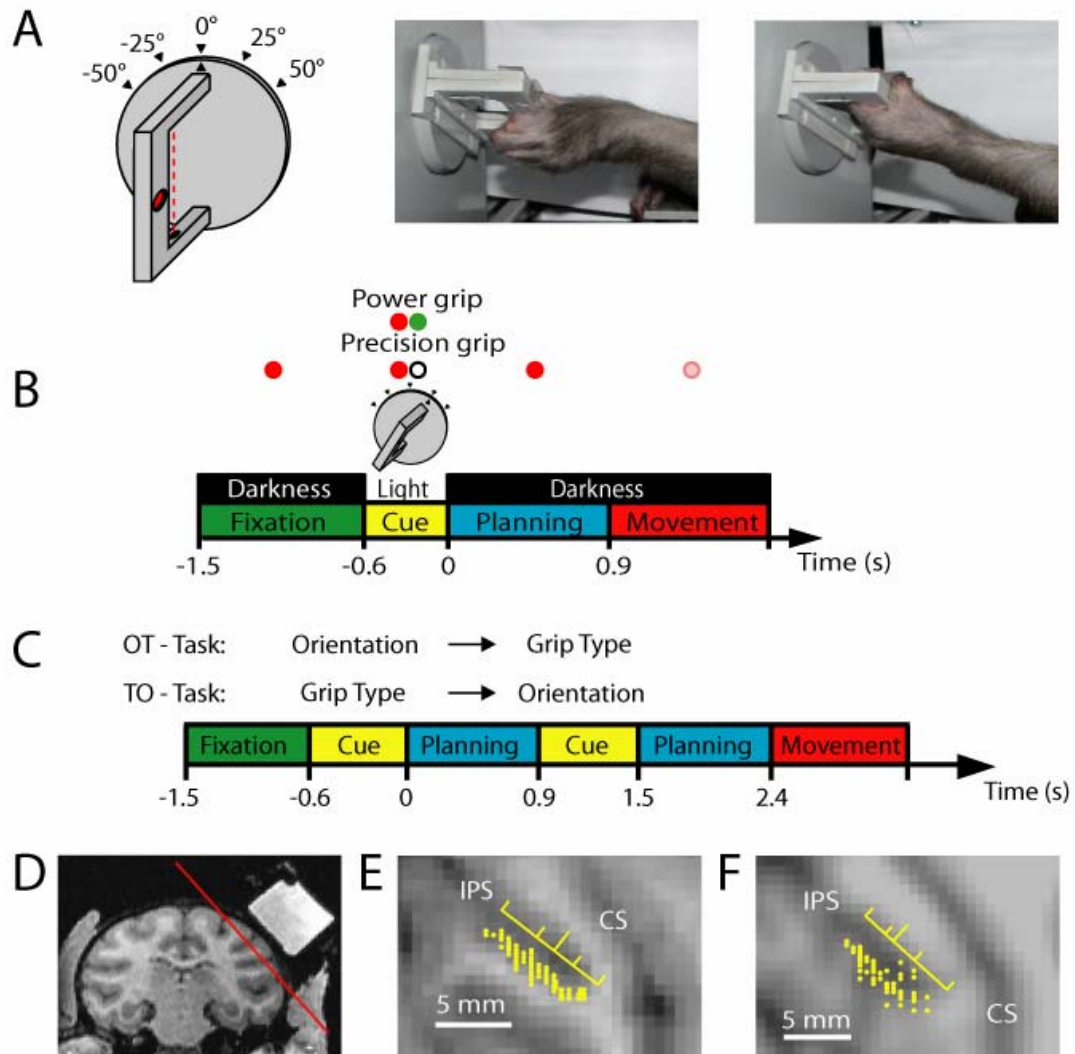 A
-50°
-25°
0°
25°
50°
Power grip
Precision grip
B
Darkness
Light
Darkness
Fixation
Cue
Planning
Movement
-1.5
-0.6
0
0.9
Time (s)
C
OT - Task:
Orientation
Grip Type
TO - Task:
Grip Type
Orientation
Fixation
Cue
Planning
Cue
Planning
Movement
-1.5
-0.6
0
0.9
1.5
2.4
Time (s)
D
E
IPS
CS
5 mm
F
IPS
CS
5 mm